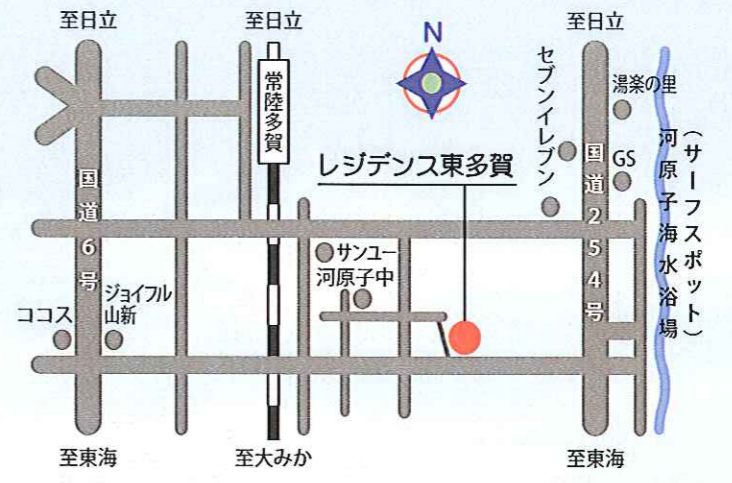 至日立
至日立
至日立
N
常陸多賀
セブンイレブン
湯楽の里
GS
国道254号
河原子海水浴場
(サーフスポット)
レジデンス東多賀
国道6号
サンユー
河原子中
ジョイフル
山新
ココス
至東海
至大みか
至東海